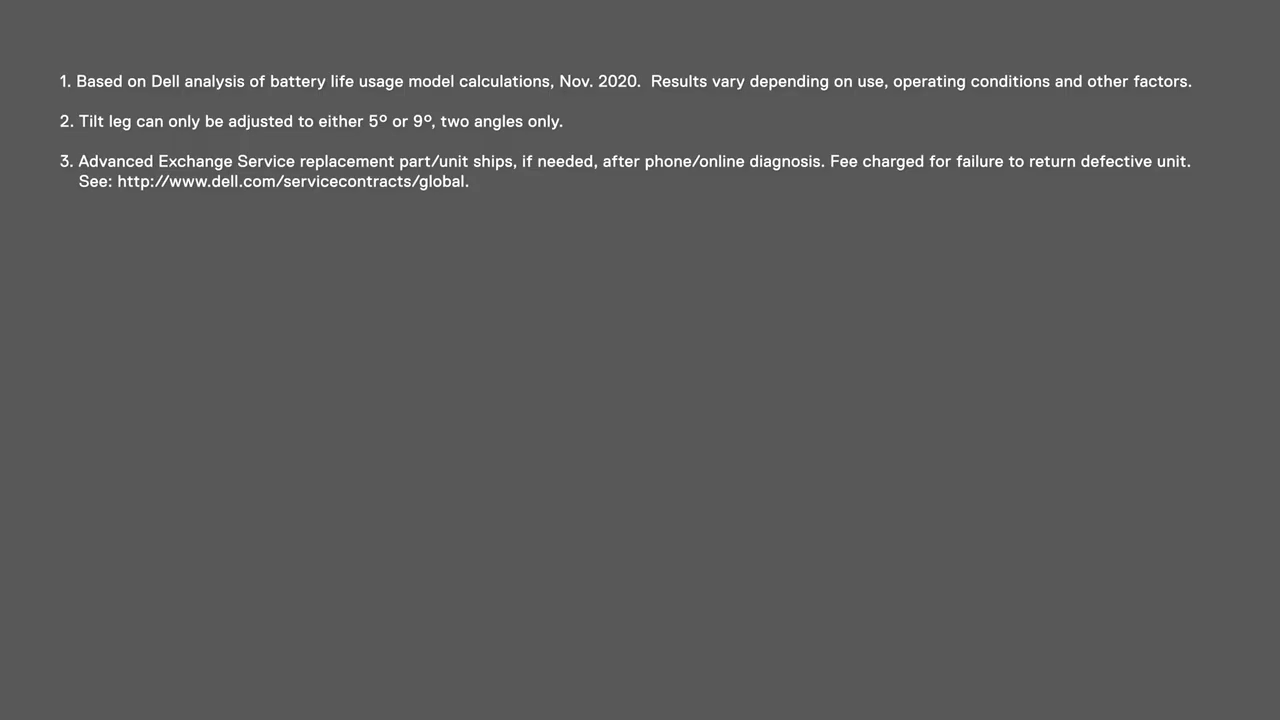 1. Based on Dell analysis of battery life usage model calculations, Nov. 2020.  Results vary depending on use, operating conditions and other factors.
2. Tilt leg can only be adjusted to either 5° or 9°, two angles only.
3. Advanced Exchange Service replacement part/unit ships, if needed, after phone/online diagnosis. Fee charged for failure to return defective unit.
See: http://www.dell.com/servicecontracts/global.